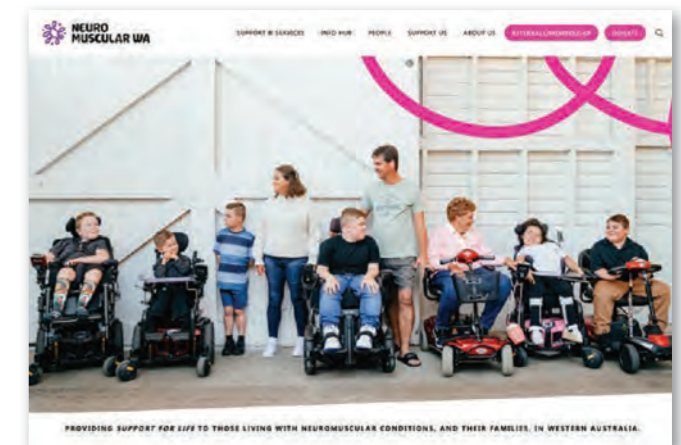 NEURO
MUSCULAR WA
SUPPORT & SERVICES INFO HUB PEOPLE SUPPORT US ABOUT US DONATE
PROVIDING SUPPORT FOR LIFE TO THOSE LIVING WITH NEUROMUSCULAR CONDITIONS, AND THEIR FAMILIES, IN WESTERN AUSTRALIA.